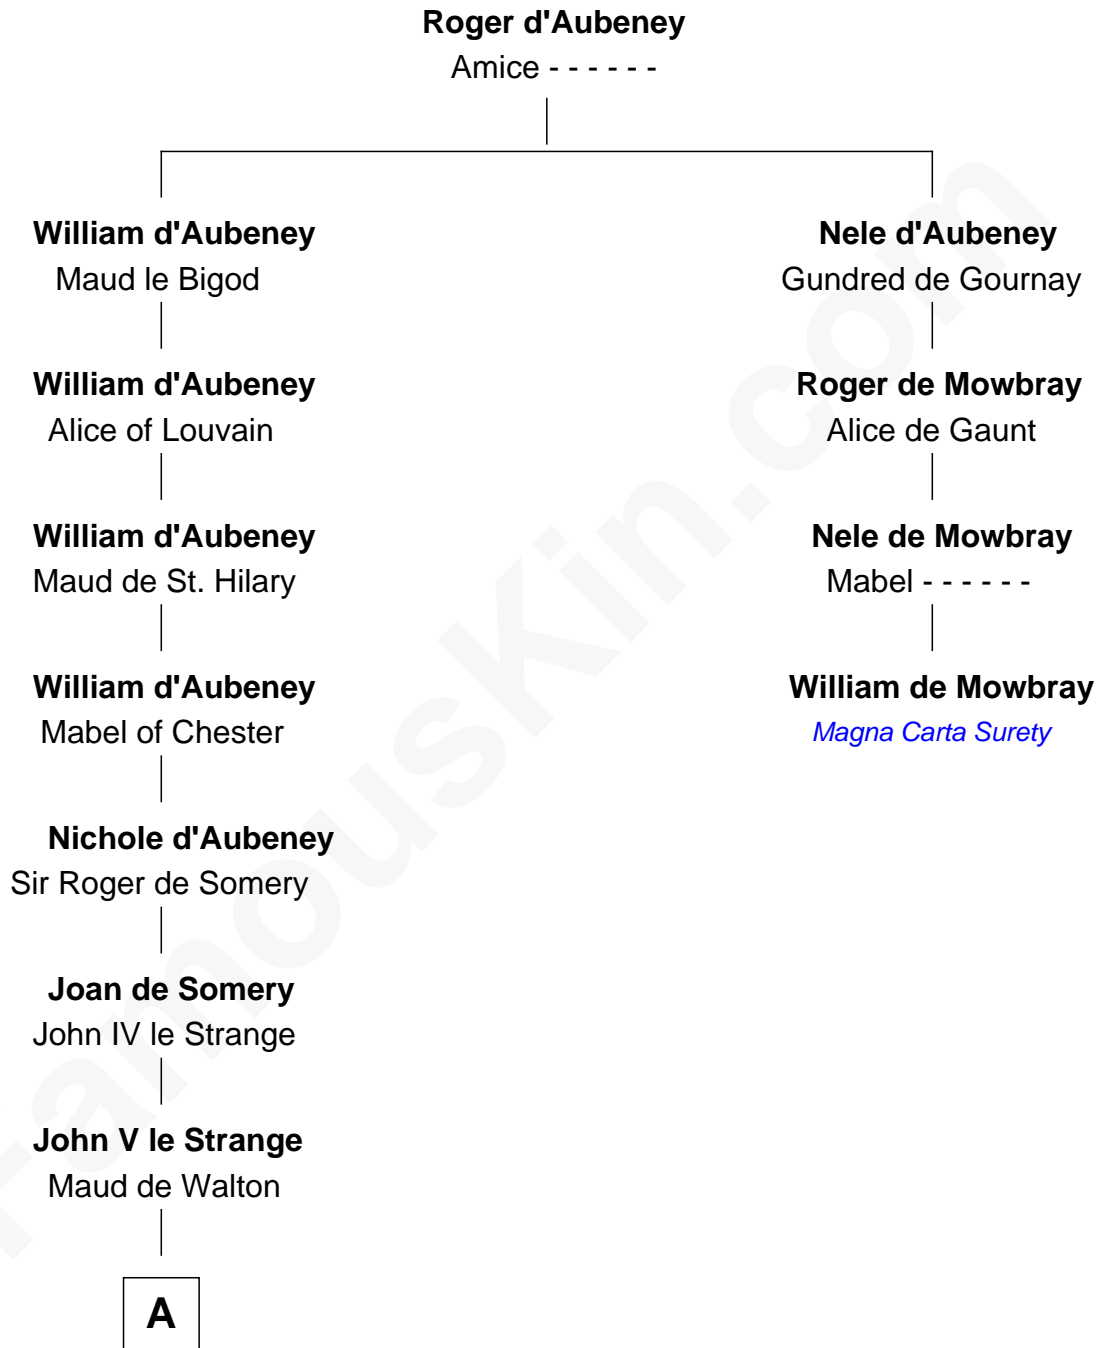 Roger d'Aubeney
Amice - - - - - -
William d'Aubeney
Maud le Bigod
William d'Aubeney
Alice of Louvain
William d'Aubeney
Maud de St. Hilary
William d'Aubeney
Mabel of Chester
Nichole d'Aubeney
Sir Roger de Somery
Joan de Somery
John IV le Strange
John V le Strange
Maud de Walton
A
Nele d'Aubeney
Gundred de Gournay
Roger de Mowbray
Alice de Gaunt
Nele de Mowbray
Mabel - - - - - -
William de Mowbray
Magna Carta Surety
FamousKin.com